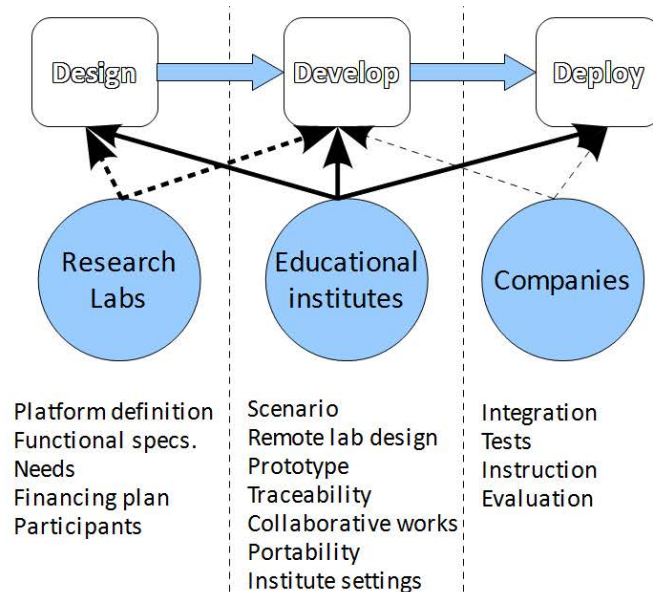 Design
Develop
Deploy
Research
Labs
Educational
institutes
Companies
Platform definition
Functional specs.
Needs
Financing plan
Participants
Scenario
Remote lab design
Prototype
Traceability
Collaborative works
Portability
Institute settings
Integration
Tests
Instruction
Evaluation